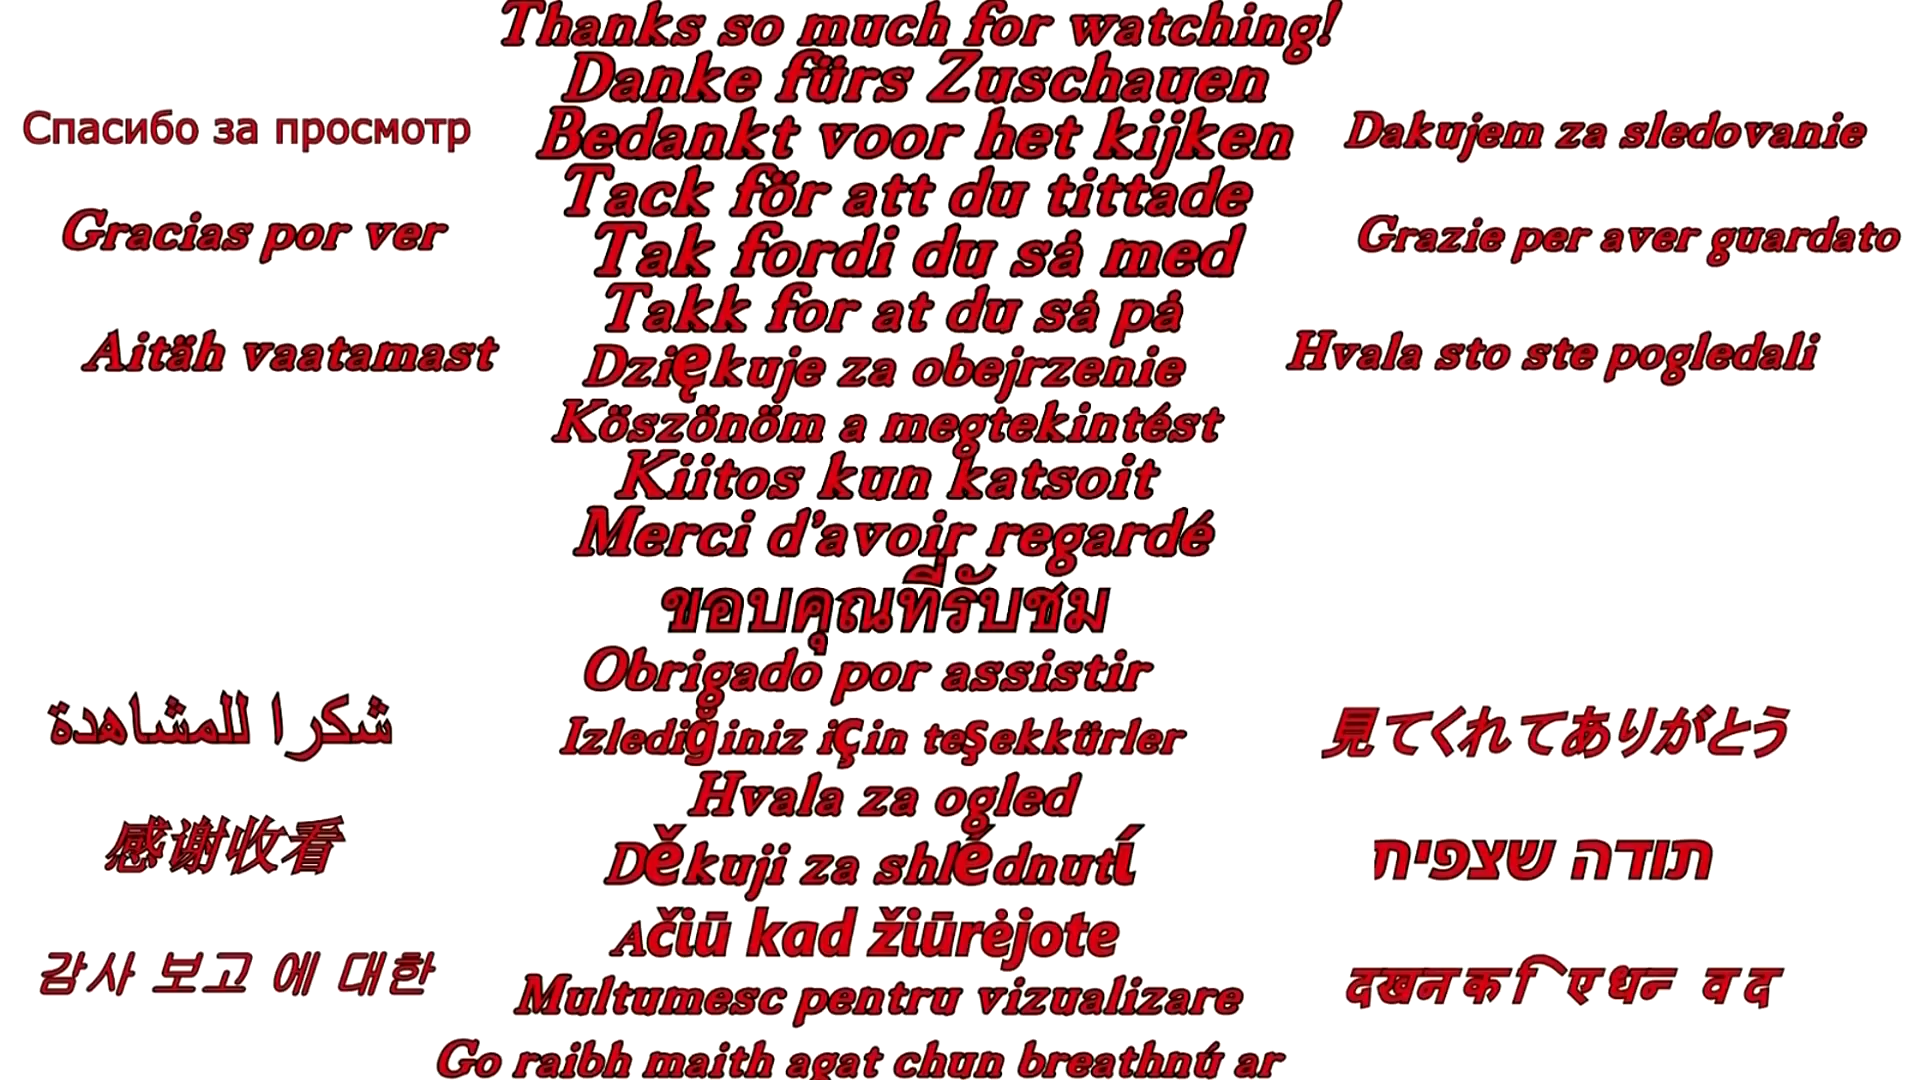 Thanks so much for watching!
Danke fürs Zuschauen
Bedankt voor het kijken
Tack för att du tittade
Tak fordi du så med
Takk for at du så på
Dziękuje za obejrzenie
Köszönöm a megtekintést
Kiitos kun katsoit
Merci d'avoir regardé
ขอบคุณที่รับชม
Obrigado por assistir
Izlediğiniz için teşekkürler
Hvala za ogled
Děkuji za shlédnutí
Ačiū kad žiūrėjote
Multumesc pentru vizualizare
Go raibh maith agat chun breathnú ar
Спасибо за просмотр
Gracias por ver
Aitäh vaatamast
شكرا للمشاهدة
感谢收看
감사 보고 에 대한
Dakujem za sledovanie
Grazie per aver guardato
Hvala sto ste pogledali
見てくれてありがとう
תודה שצפית